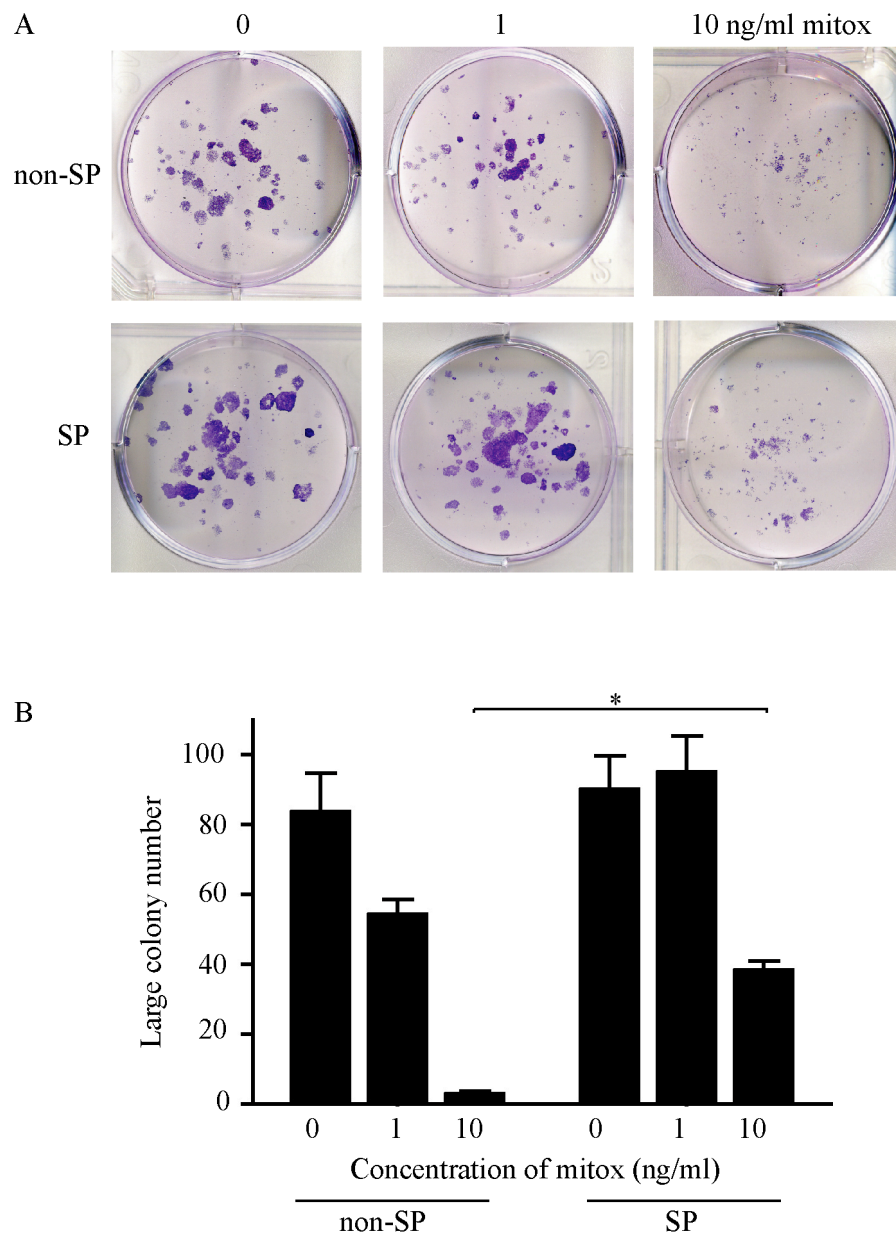 A
0 1 10 ng/ml mitox
non-SP
SP
B
*
Large colony number
100
80
60
40
20
0
0 1 10 0 1 10
Concentration of mitox (ng/ml)
non-SP SP